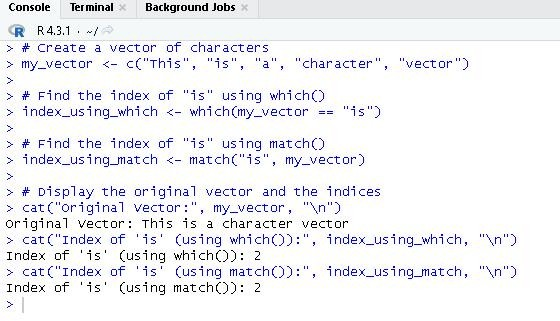 Console Terminal × Background Jobs ×
R R 4.3.1 · ~/
> # Create a vector of characters
> my_vector <- c("This", "is", "a", "character", "vector")
>
> # Find the index of "is" using which()
> index_using_which <- which(my_vector == "is")
>
> # Find the index of "is" using match()
> index_using_match <- match("is", my_vector)
>
> # Display the original vector and the indices
> cat("Original Vector:", my_vector, "\n")
Original Vector: This is a character vector
> cat("Index of 'is' (using which()):", index_using_which, "\n")
Index of 'is' (using which()): 2
> cat("Index of 'is' (using match()):", index_using_match, "\n")
Index of 'is' (using match()): 2
>